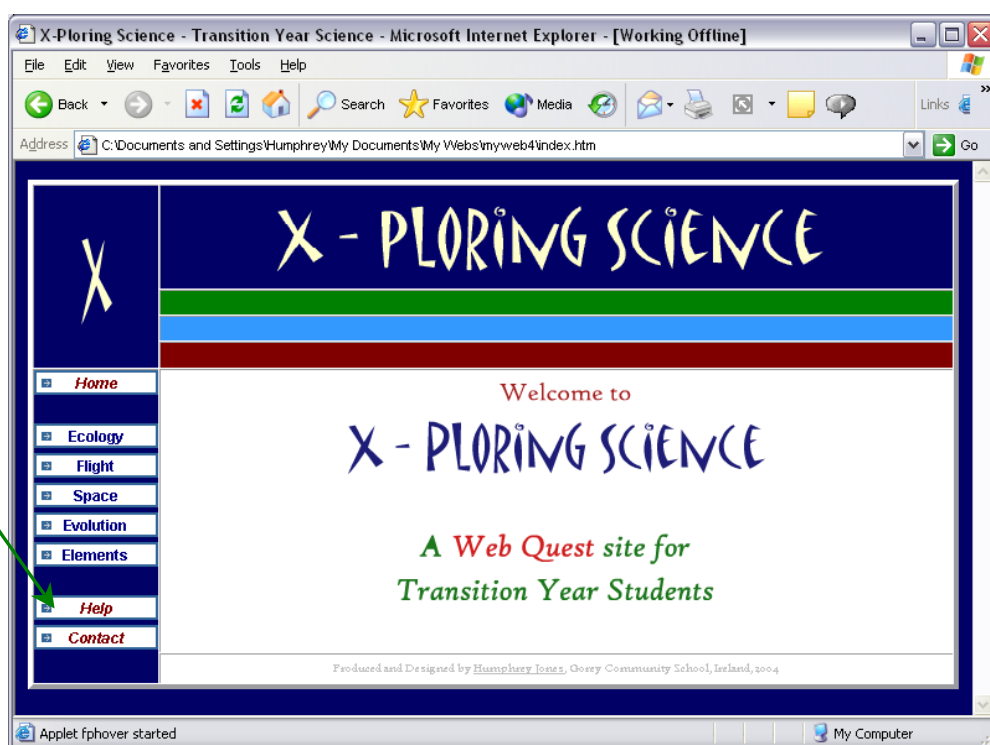 X-Ploring Science - Transition Year Science - Microsoft Internet Explorer - [Working Offline]
File Edit View Favorites Tools Help
Back Search Favorites Media Links »
Address C:\Documents and Settings\Humphrey\My Documents\My Webs\myweb4\index.htm Go »
X
X - PLORING SCIENCE
Home
Ecology
Flight
Space
Evolution
Elements
Help
Contact
Welcome to
X - PLORING SCIENCE
A Web Quest site for
Transition Year Students
Produced and Designed by Humphrey Jones, Gorey Community School, Ireland, 2004
Applet fphover started My Computer